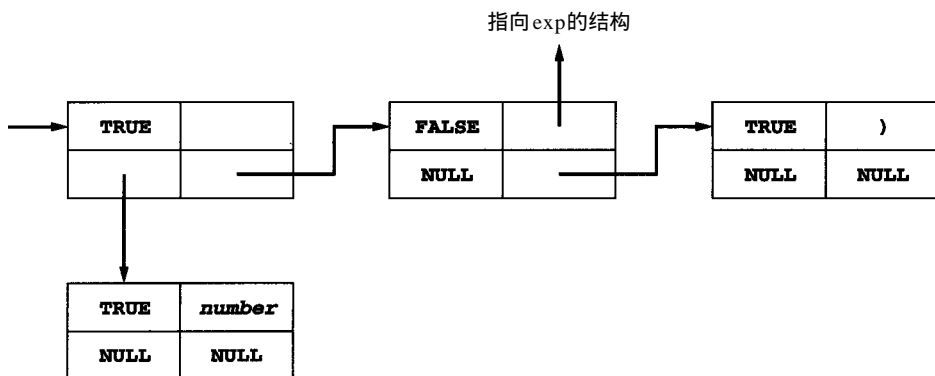 指向exp的结构
TRUE
FALSE
TRUE )
NULL
NULL NULL
TRUE number
NULL NULL